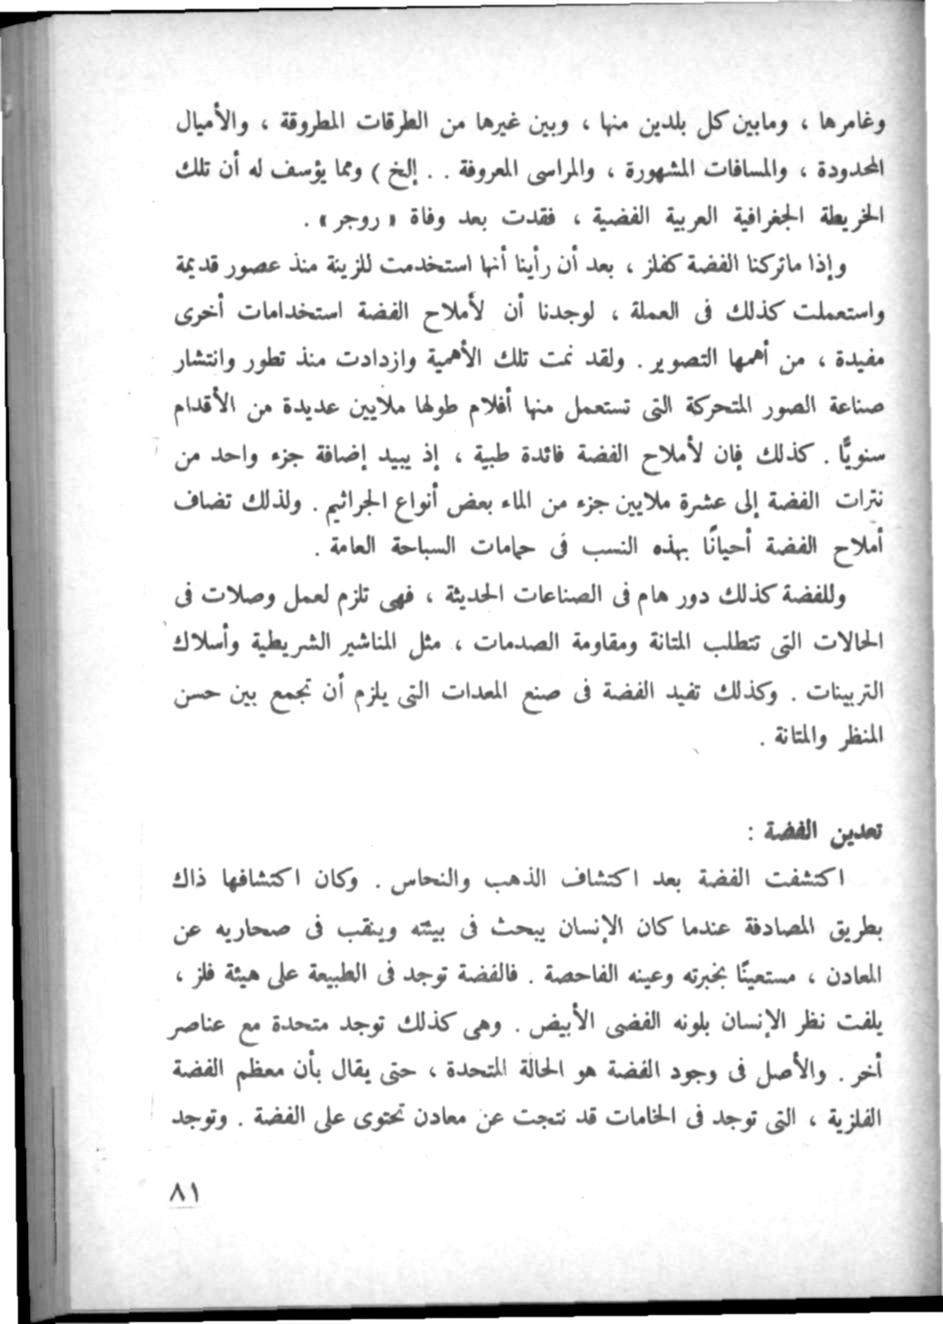 وغامرها ، ومابين كل بلدين منها ، وبين غيرها من الطرقات المطروقة ، والأميال
المحدودة ، والمسافات المشهورة ، والمراسى المعروفة . . إلخ ) ومما يؤسف له أن تلك
الخريطة الجغرافية العربية الفضية ، فقدت بعد وفاة « روجر » .
وإذا ماتركنا الفضة كفلز ، بعد أن رأينا أنها استخدمت للزينة منذ عصور قديمة
واستعملت كذلك فى العملة ، لوجدنا أن لأملاح الفضة استخدامات أخرى
مفيدة ، من أهمها التصوير . ولقد نمت تلك الأهمية وازدادت منذ تطور وانتشار
صناعة الصور المتحركة التى تستعمل منها أفلام طولها ملايين عديدة من الأقدام
سنويًّا . كذلك فإن لأملاح الفضة فائدة طبية ، إذ يبيد إضافة جزء واحد من
نترات الفضة إلى عشرة ملايين جزء من الماء بعض أنواع الجراثيم . ولذلك تضاف
أملاح الفضة أحيانًا بهذه النسب فى حمامات السباحة العامة .
وللفضة كذلك دور هام فى الصناعات الحديثة ، فهى تلزم لعمل وصلات فى
الحالات التى تتطلب المتانة ومقاومة الصدمات ، مثل المناشير الشريطية وأسلاك
التربينات . وكذلك تفيد الفضة فى صنع المعدات التى يلزم أن تجمع بين حسن
المنظر والمتانة .
تعدين الفضة :
اكتشفت الفضة بعد اكتشاف الذهب والنحاس . وكان اكتشافها ذاك
بطريق المصادفة عندما كان الإنسان يبحث فى بيئته وينقب فى صحاريه عن
المعادن ، مستعينًا بخبرته وعينه الفاحصة . فالفضة توجد فى الطبيعة على هيئة فلز ،
يلفت نظر الإنسان بلونه الفضى الأبيض . وهى كذلك توجد متحدة مع عناصر
أخر . والأصل فى وجود الفضة هو الحالة المتحدة ، حتى يقال بأن معظم الفضة
الفلزية ، التى توجد فى الخامات قد نتجت عن معادن تحتوى على الفضة . وتوجد
٨١